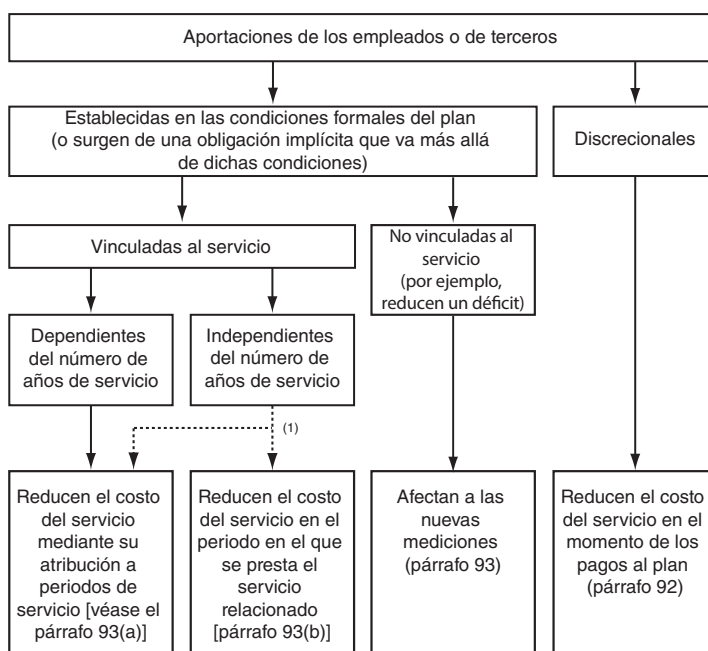 Aportaciones de los empleados o de terceros
Establecidas en las condiciones formales del plan
(o surgen de una obligación implícita que va más allá
de dichas condiciones)
Discrecionales
Vinculadas al servicio
No vinculadas al
servicio
(por ejemplo,
reducen un déficit)
Dependientes
del número de
años de servicio
Independientes
del número de
años de servicio
(1)
Reducen el costo
del servicio
mediante su
atribución a
periodos de
servicio [véase el
párrafo 93(a)]
Reducen el costo
del servicio en el
periodo en el que
se presta el
servicio
relacionado
[párrafo 93(b)]
Afectan a las
nuevas
mediciones
(párrafo 93)
Reducen el costo
del servicio en el
momento de los
pagos al plan
(párrafo 92)